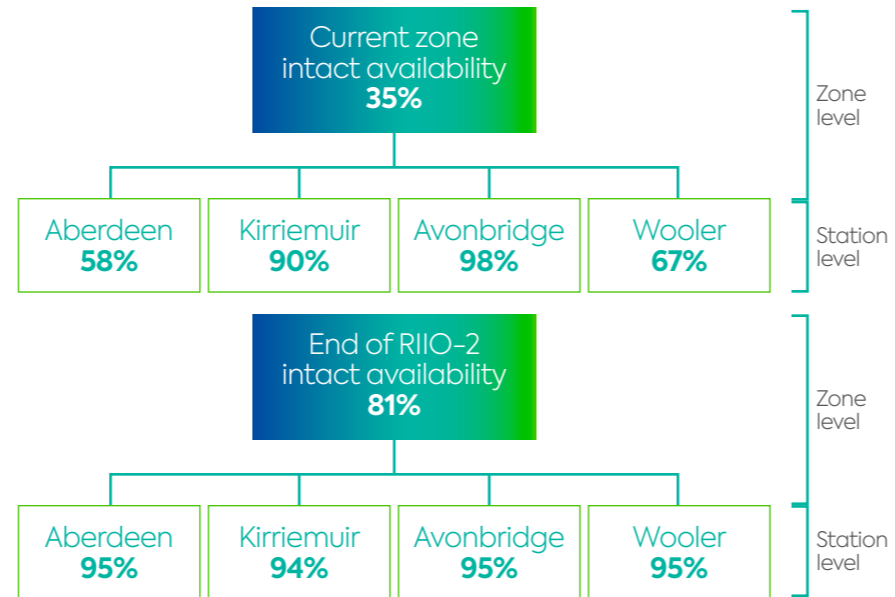 Current zone
intact availability
35%
Zone
level
Aberdeen
58%
Kirriemuir
90%
Avonbridge
98%
Wooler
67%
Station
level
End of RIIO-2
intact availability
81%
Zone
level
Aberdeen
95%
Kirriemuir
94%
Avonbridge
95%
Wooler
95%
Station
level